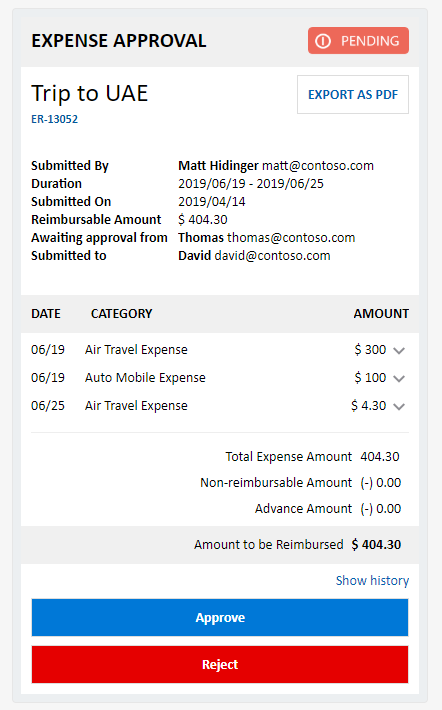 EXPENSE APPROVAL PENDING
Trip to UAE EXPORT AS PDF
ER-13052
Submitted By Matt Hidinger matt@contoso.com
Duration 2019/06/19 - 2019/06/25
Submitted On 2019/04/14
Reimbursable Amount $ 404.30
Awaiting approval from Thomas thomas@contoso.com
Submitted to David david@contoso.com
DATE CATEGORY AMOUNT
06/19 Air Travel Expense $ 300
06/19 Auto Mobile Expense $ 100
06/25 Air Travel Expense $ 4.30
Total Expense Amount 404.30
Non-reimbursable Amount (-) 0.00
Advance Amount (-) 0.00
Amount to be Reimbursed $ 404.30
Show history
Approve
Reject